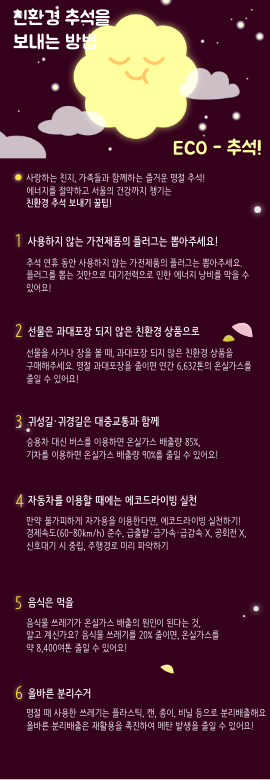 친환경 추석을
보내는 방법
ECO - 추석!
사랑하는 친지, 가족들과 함께하는 즐거운 명절 추석!
에너지를 절약하고 서울의 건강까지 챙기는
친환경 추석 보내기 꿀팁!
1 사용하지 않는 가전제품의 플러그는 뽑아주세요!
추석 연휴 동안 사용하지 않는 가전제품의 플러그는 뽑아주세요.
플러그를 뽑는 것만으로 대기전력으로 인한 에너지 낭비를 막을 수
있어요!
2 선물은 과대포장 되지 않은 친환경 상품으로
선물을 사거나 장을 볼 때, 과대포장 되지 않은 친환경 상품을
구매해주세요. 명절 과대포장을 줄이면 연간 6,632톤의 온실가스를
줄일 수 있어요!
3 귀성길·귀경길은 대중교통과 함께
승용차 대신 버스를 이용하면 온실가스 배출량 85%,
기차를 이용하면 온실가스 배출량 90%를 줄일 수 있어요!
4 자동차를 이용할 때에는 에코드라이빙 실천
만약 불가피하게 자가용을 이용한다면, 에코드라이빙 실천하기!
경제속도(60-80km/h) 준수, 급출발·급가속·급감속 X, 공회전 X,
신호대기 시 중립, 주행경로 미리 파악하기
5 음식은 먹을
음식물 쓰레기가 온실가스 배출의 원인이 된다는 것,
알고 계신가요? 음식물 쓰레기를 20% 줄이면, 온실가스를
약 8,400여톤 줄일 수 있어요!
6 올바른 분리수거
명절 때 사용한 쓰레기는 플라스틱, 캔, 종이, 비닐 등으로 분리배출해요
올바른 분리배출은 재활용을 촉진하여 메탄 발생을 줄일 수 있어요!